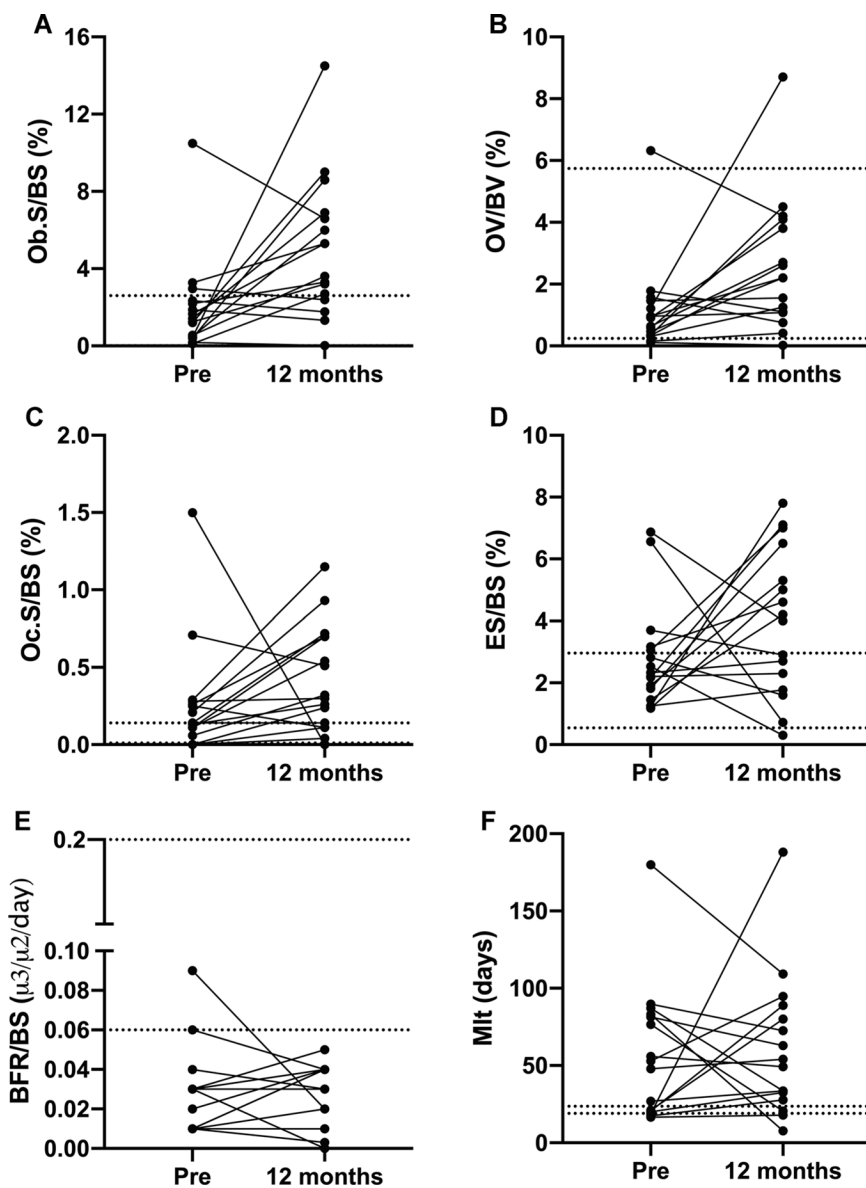 A
Ob.S/BS (%)
16
12
8
4
0
Pre 12 months
B
OV/BV (%)
10
8
6
4
2
0
Pre 12 months
C
Oc.S/BS (%)
2.0
1.5
1.0
0.5
0.0
Pre 12 months
D
ES/BS (%)
10
8
6
4
2
0
Pre 12 months
E
BFR/BS (μ3/μ2/day)
0.2
0.10
0.08
0.06
0.04
0.02
0.00
Pre 12 months
F
Mlt (days)
200
150
100
50
0
Pre 12 months